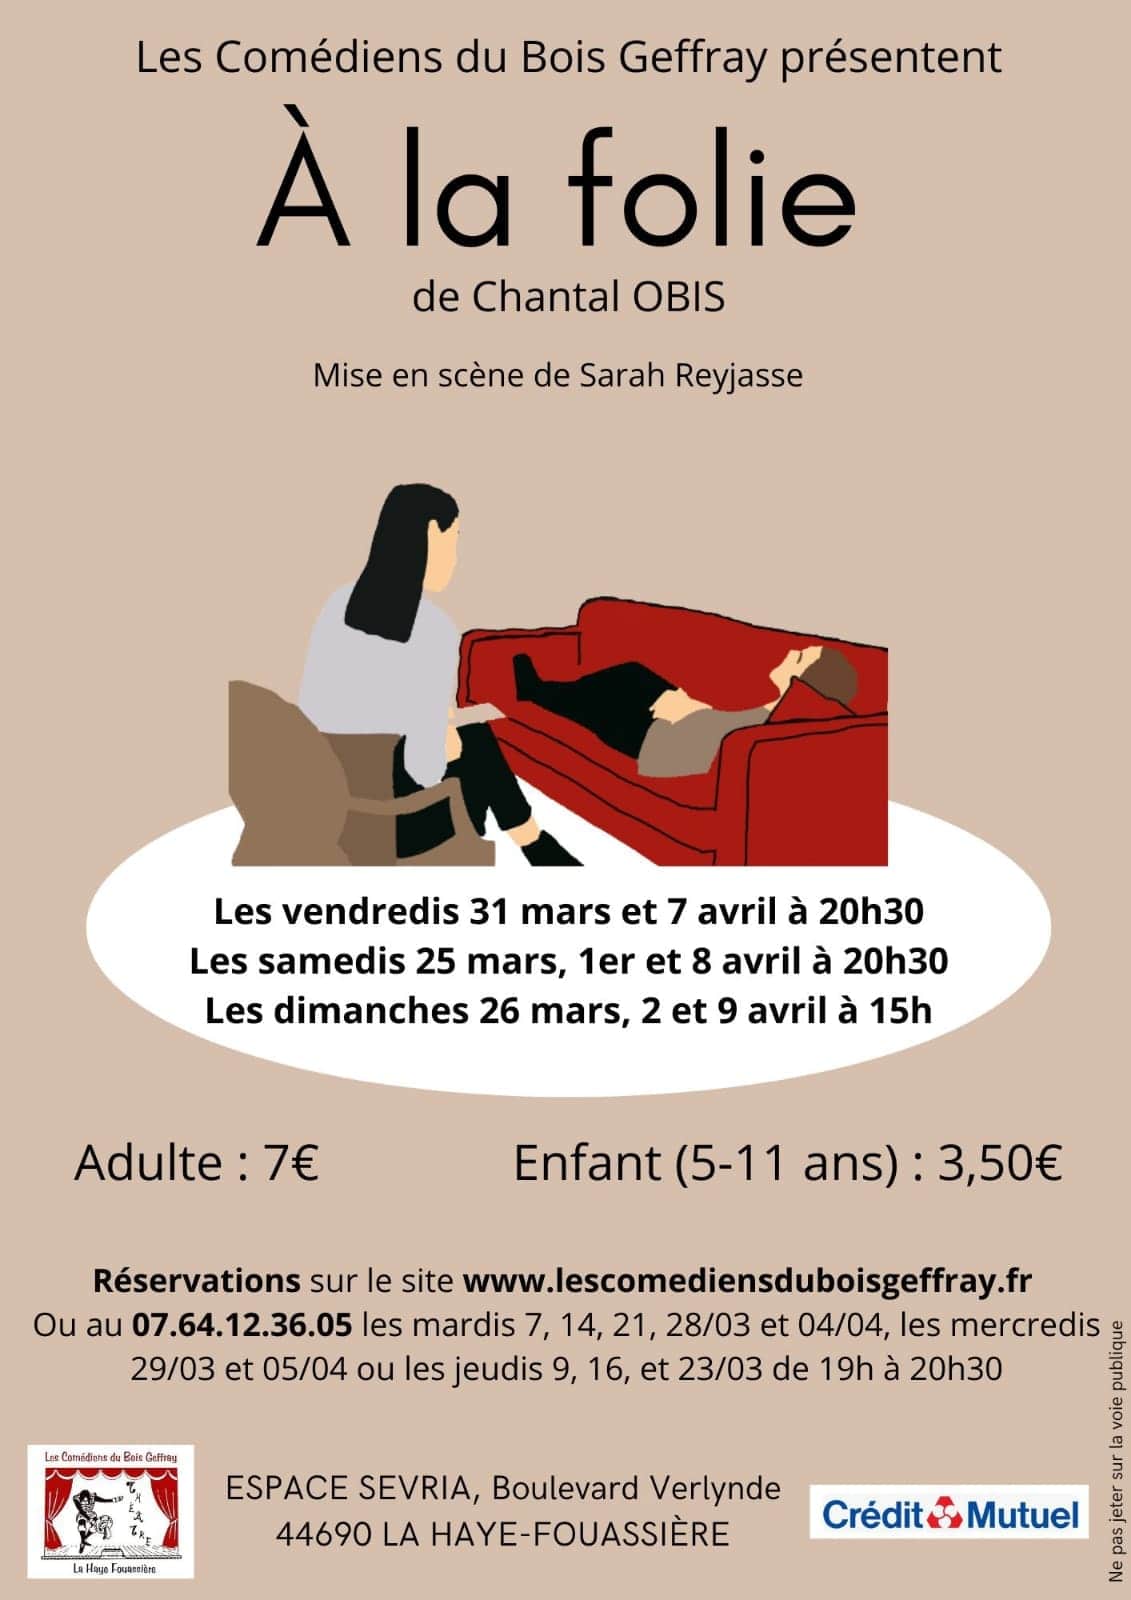 Les Comédiens du Bois Geffray présentent
À la folie
de Chantal OBIS
Mise en scène de Sarah Reyjasse
Les vendredis 31 mars et 7 avril à 20h30
Les samedis 25 mars, 1er et 8 avril à 20h30
Les dimanches 26 mars, 2 et 9 avril à 15h
Adulte : 7€
Enfant (5-11 ans) : 3,50€
Réservations sur le site www.lescomediensduboisgeffray.fr
Ou au 07.64.12.36.05 les mardis 7, 14, 21, 28/03 et 04/04, les mercredis
29/03 et 05/04 ou les jeudis 9, 16, et 23/03 de 19h à 20h30
Les Comédiens du Bois Geffray
THÉATRE
La Haye Fouassière
ESPACE SEVRIA, Boulevard Verlynde
44690 LA HAYE-FOUASSIÈRE
Crédit Mutuel
Ne pas jeter sur la voie publique